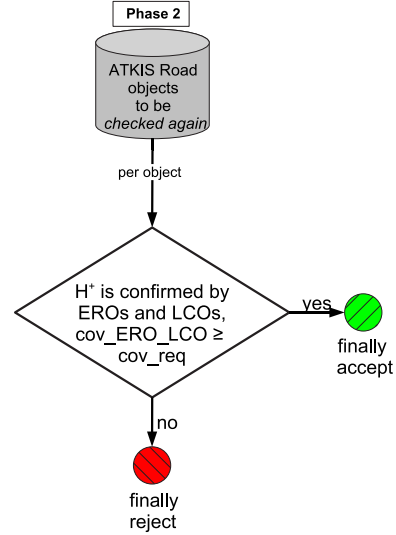 Phase 2
ATKIS Road
objects
to be
checked again
per object
H⁺ is confirmed by
EROs and LCOs,
cov_ERO_LCO ≥
cov_req
yes
finally
accept
no
finally
reject